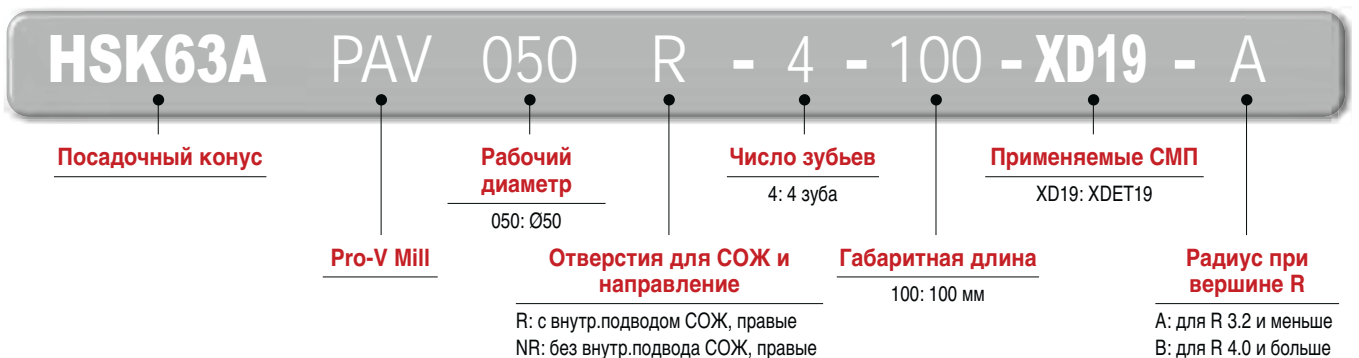 HSK63A PAV 050 R - 4 - 100 - XD19 - A
Посадочный конус
Рабочий
диаметр
050: Ø50
Число зубьев
4: 4 зуба
Применяемые СМП
XD19: XDET19
Pro-V Mill
Отверстия для СОЖ и
направление
R: с внутр.подводом СОЖ, правые
NR: без внутр.подвода СОЖ, правые
Габаритная длина
100: 100 мм
Радиус при
вершине R
A: для R 3.2 и меньше
B: для R 4.0 и больше